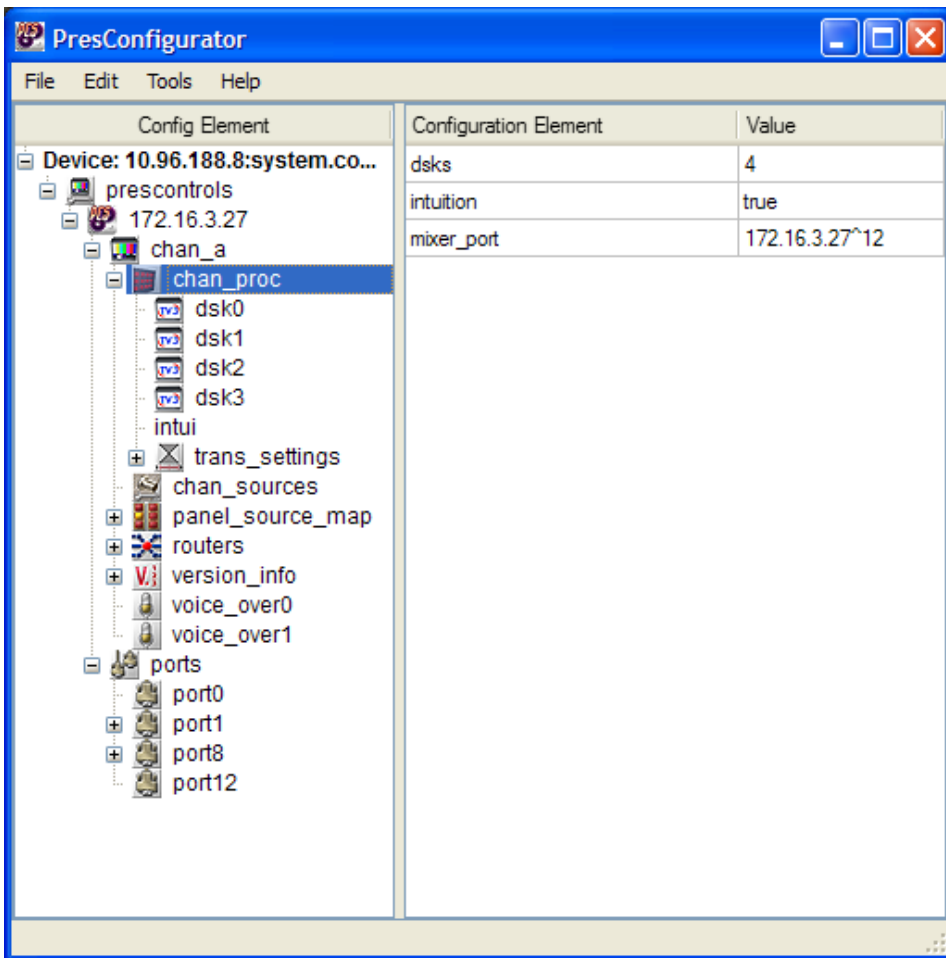 PresConfigurator
File Edit Tools Help
Config Element
Configuration Element Value
Device: 10.96.188.8:system.co...
prescontrols
172.16.3.27
chan_a
chan_proc
dsk0
dsk1
dsk2
dsk3
intui
trans_settings
chan_sources
panel_source_map
routers
version_info
voice_over0
voice_over1
ports
port0
port1
port8
port12
dsks 4
intuition true
mixer_port 172.16.3.27^12